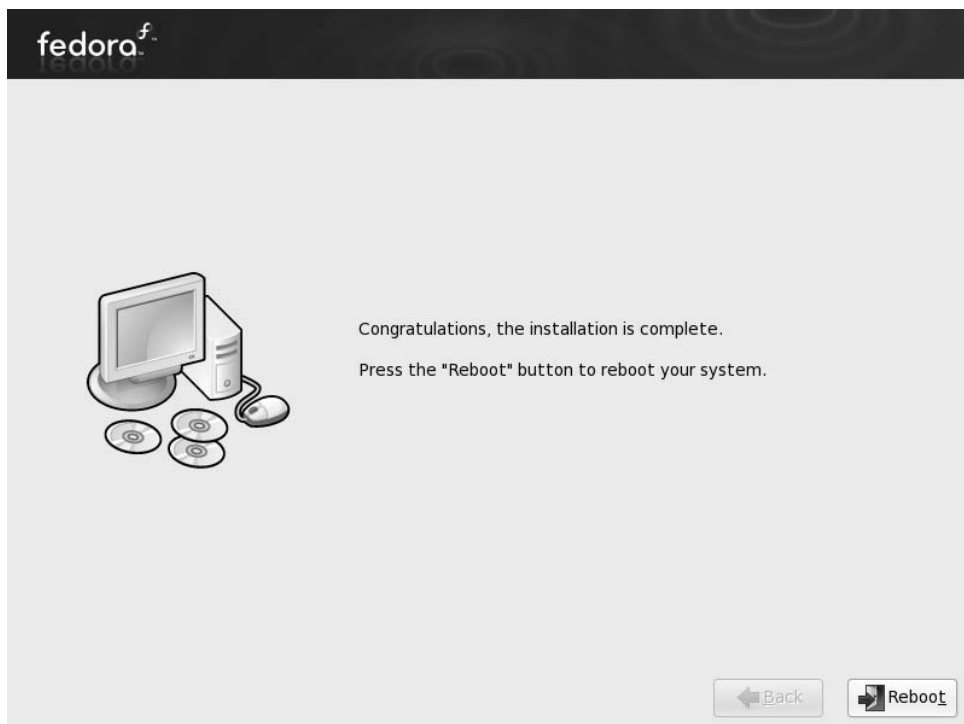 fedora
Congratulations, the installation is complete.
Press the "Reboot" button to reboot your system.
Back
Reboot